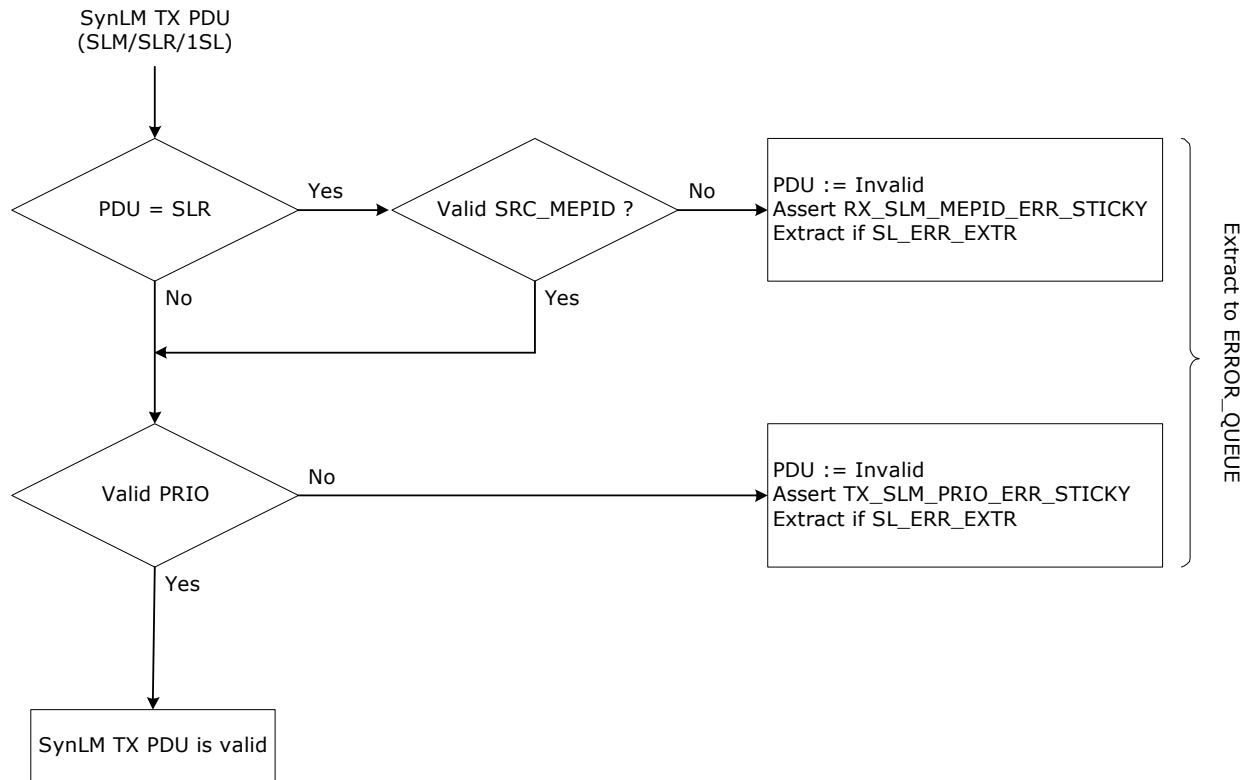 SynLM TX PDU
(SLM/SLR/1SL)
PDU = SLR
Yes
Valid SRC_MEPID ?
No
PDU := Invalid
Assert RX_SLM_MEPID_ERR_STICKY
Extract if SL_ERR_EXTR
No
Yes
Extract to ERROR_QUEUE
Valid PRIO
No
PDU := Invalid
Assert TX_SLM_PRIO_ERR_STICKY
Extract if SL_ERR_EXTR
Yes
SynLM TX PDU is valid